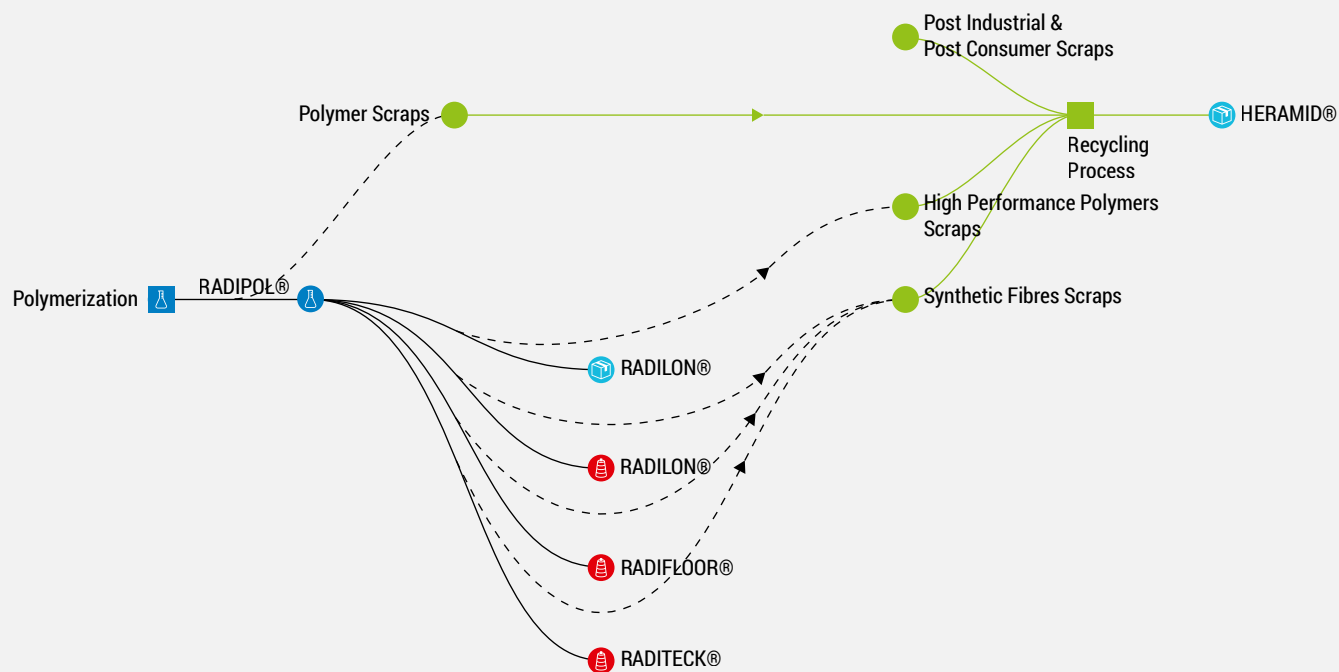 Post Industrial &
Post Consumer Scraps
Polymer Scraps
HERAMID®
Recycling
Process
High Performance Polymers
Scraps
RADIPOL®
Polymerization
Synthetic Fibres Scraps
RADILON®
RADILON®
RADIFLOOR®
RADITECK®